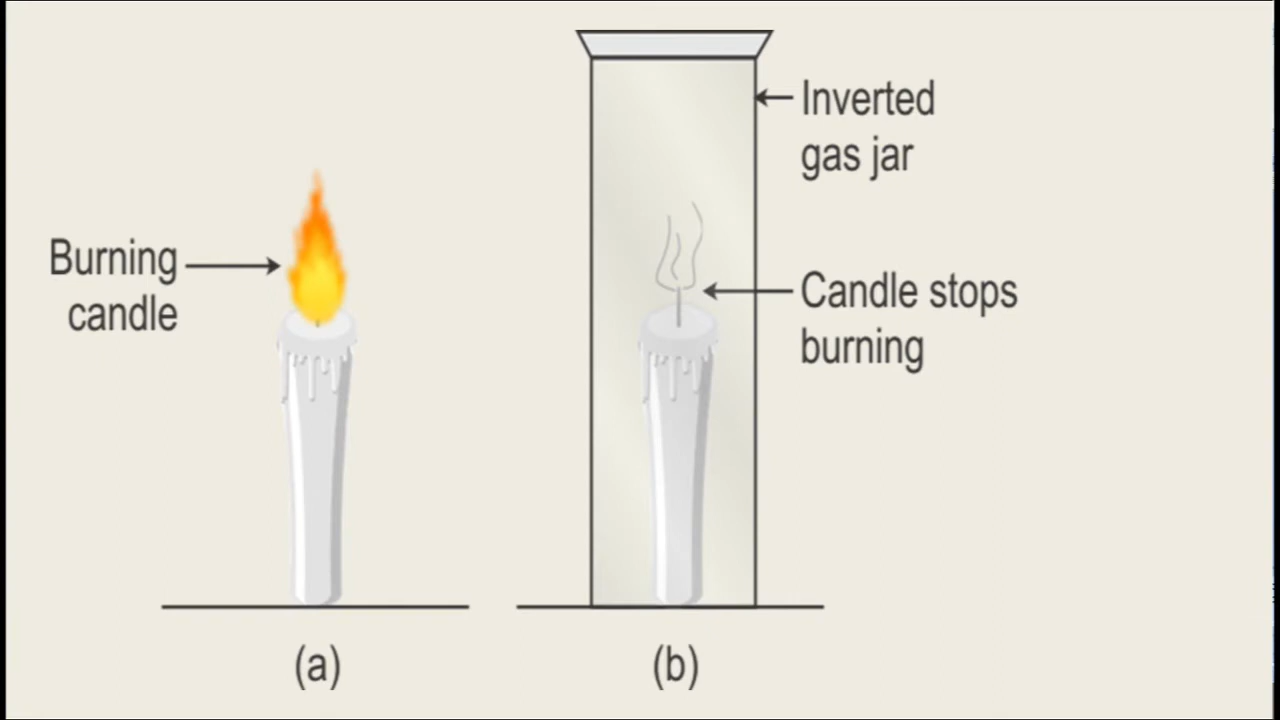 Burning
candle
Inverted
gas jar
Candle stops
burning
(a)
(b)